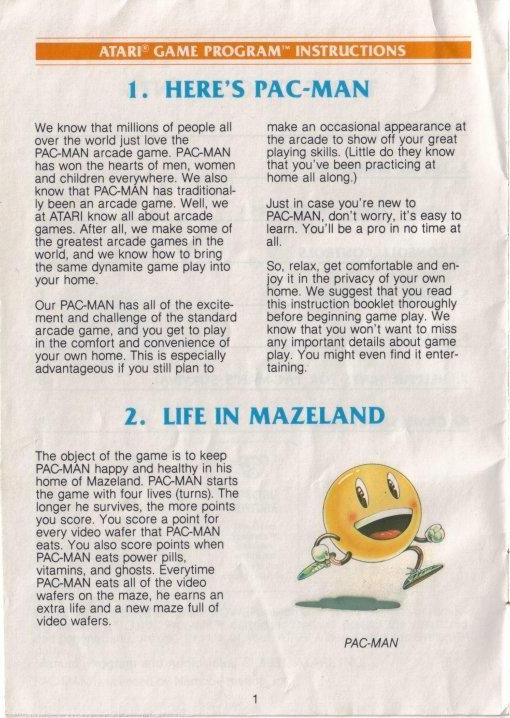 ATARI® GAME PROGRAM™ INSTRUCTIONS
1. HERE'S PAC-MAN
We know that millions of people all
over the world just love the
PAC-MAN arcade game. PAC-MAN
has won the hearts of men, women
and children everywhere. We also
know that PAC-MAN has traditional-
ly been an arcade game. Well, we
at ATARI know all about arcade
games. After all, we make some of
the greatest arcade games in the
world, and we know how to bring
the same dynamite game play into
your home.
Our PAC-MAN has all of the excite-
ment and challenge of the standard
arcade game, and you get to play
in the comfort and convenience of
your own home. This is especially
advantageous if you still plan to
make an occasional appearance at
the arcade to show off your great
playing skills. (Little do they know
that you've been practicing at
home all along.)
Just in case you're new to
PAC-MAN, don't worry, it's easy to
learn. You'll be a pro in no time at
all.
So, relax, get comfortable and en-
joy it in the privacy of your own
home. We suggest that you read
this instruction booklet thoroughly
before beginning game play. We
know that you won't want to miss
any important details about game
play. You might even find it enter-
taining.
2. LIFE IN MAZELAND
The object of the game is to keep
PAC-MAN happy and healthy in his
home of Mazeland. PAC-MAN starts
the game with four lives (turns). The
longer he survives, the more points
you score. You score a point for
every video wafer that PAC-MAN
eats. You also score points when
PAC-MAN eats power pills,
vitamins, and ghosts. Everytime
PAC-MAN eats all of the video
wafers on the maze, he earns an
extra life and a new maze full of
video wafers.
PAC-MAN
1